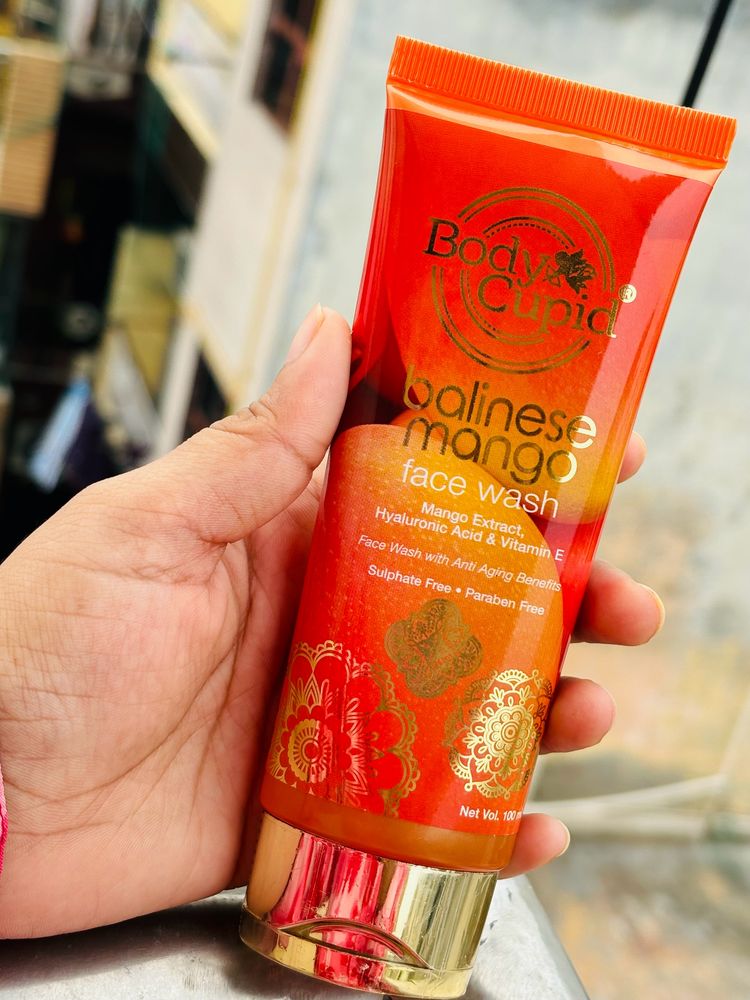 Body
Cupid®
balinese
mango
face wash
Mango Extract,
Hyaluronic Acid & Vitamin E
Face Wash with Anti Aging Benefits
Sulphate Free • Paraben Free
Net Vol. 100